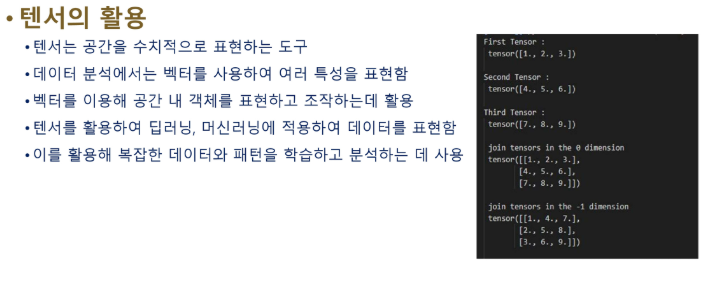 • 텐서의 활용
• 텐서는 공간을 수치적으로 표현하는 도구
• 데이터 분석에서는 벡터를 사용하여 여러 특성을 표현함
• 벡터를 이용해 공간 내 객체를 표현하고 조작하는데 활용
• 텐서를 활용하여 딥러닝, 머신러닝에 적용하여 데이터를 표현함
• 이를 활용해 복잡한 데이터와 패턴을 학습하고 분석하는 데 사용
First Tensor :
tensor([1., 2., 3.])
Second Tensor :
tensor([4., 5., 6.])
Third Tensor :
tensor([7., 8., 9.])
join tensors in the 0 dimension
tensor([[1., 2., 3.],
[4., 5., 6.],
[7., 8., 9.]])
join tensors in the -1 dimension
tensor([[1., 4., 7.],
[2., 5., 8.],
[3., 6., 9.]])